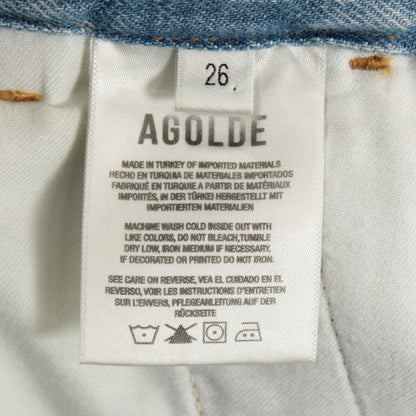 26
AGOLDE
MADE IN TURKEY OF IMPORTED MATERIALS
HECHO EN TURQUIA DE MATERIALES IMPORTADOS
FABRIQUÉ EN TURQUIE A PARTIR DE MATÉRIAUX
IMPORTÉS, IN DER TÜRKEI HERGESTELLT MIT
IMPORTIERTEN MATERIALIEN
MACHINE WASH COLD INSIDE OUT WITH
LIKE COLORS, DO NOT BLEACH,TUMBLE
DRY LOW, IRON MEDIUM IF NECESSARY.
IF DECORATED OR PRINTED DO NOT IRON.
SEE CARE ON REVERSE, VEA EL CUIDADO EN EL
REVERSO, VOIR LES INSTRUCTIONS D'ENTRETIEN
SUR L'ENVERS, PFLEGEANLEITUNG AUF DER
RÜCKSEITE